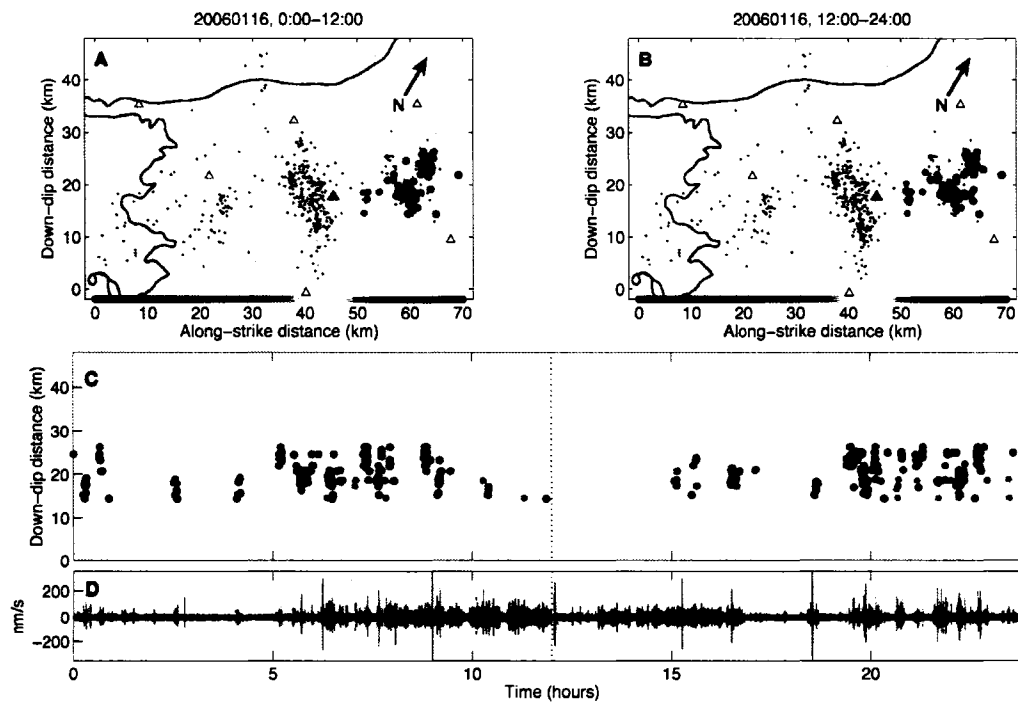 20060116, 0:00−12:00
20060116, 12:00−24:00
A
B
N
N
Down−dip distance (km)
40
30
20
10
0
0 10 20 30 40 50 60 70
Along−strike distance (km)
Down−dip distance (km)
40
30
20
10
0
0 10 20 30 40 50 60 70
Along−strike distance (km)
C
Down−dip distance (km)
40
30
20
10
0
D
nm/s
200
0
−200
0 5 10 15 20
Time (hours)